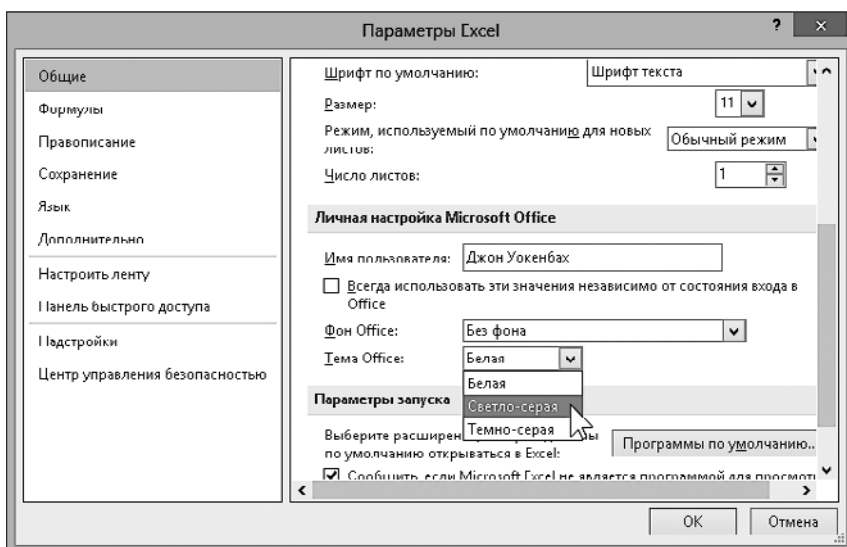 Параметры Excel
?
×
Общие
Формулы
Правописание
Сохранение
Язык
Дополнительно
Настроить ленту
Панель быстрого доступа
Надстройки
Центр управления безопасностью
Шрифт по умолчанию: Шрифт текста
Размер: 11
Режим, используемый по умолчанию для новых
листов: Обычный режим
Число листов: 1
Личная настройка Microsoft Office
Имя пользователя: Джон Уокенбах
Всегда использовать эти значения независимо от состояния входа в
Office
Фон Office: Без фона
Тема Office: Белая
Белая
Светло-серая
Темно-серая
Параметры запуска
Выберите
по умолчанию открываться в Excel:
Программы по умолчанию..
Сообщить, если Microsoft Excel не является программой для
OK
Отмена